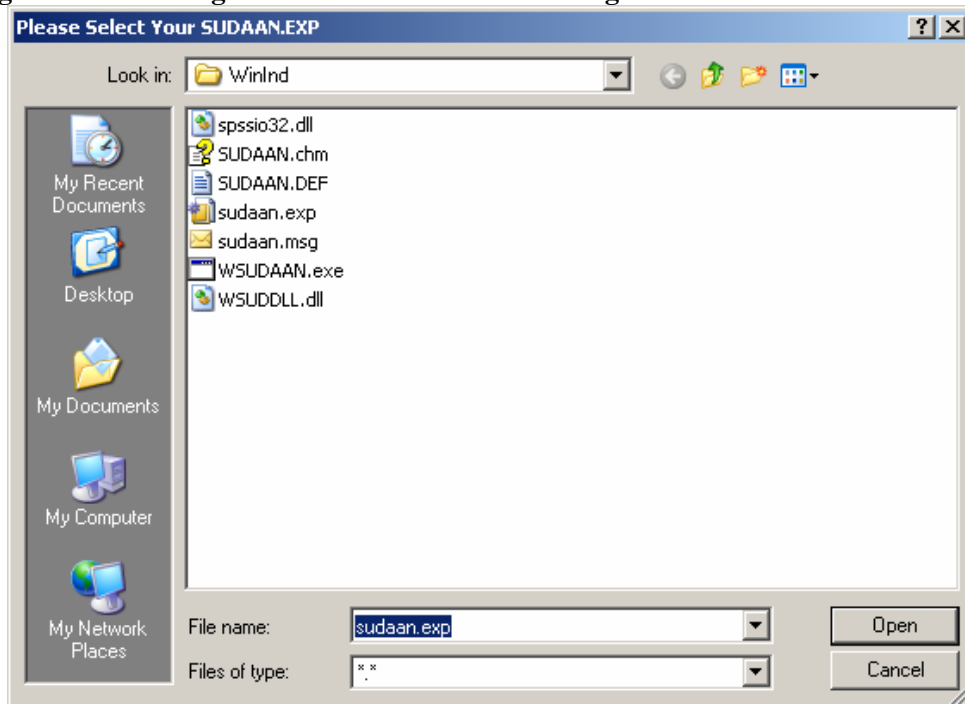 Please Select Your SUDAAN.EXP
Look in: WinInd
My Recent
Documents
Desktop
My Documents
My Computer
My Network
Places
spssio32.dll
SUDAAN.chm
SUDAAN.DEF
sudaan.exp
sudaan.msg
WSUDAAN.exe
WSUDDLL.dll
File name: sudaan.exp Open
Files of type: *.* Cancel